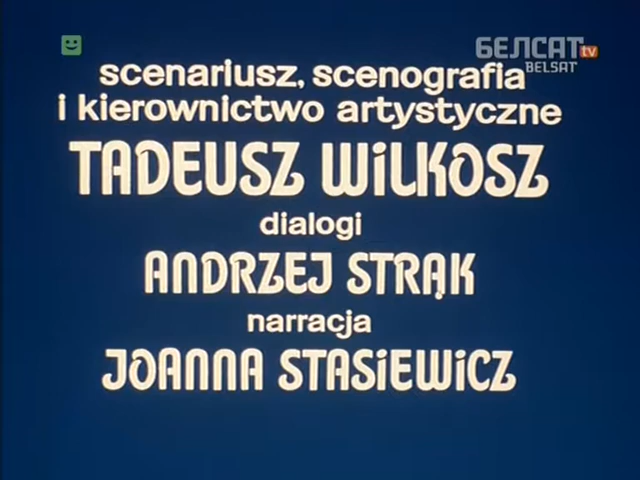 БЕЛСАТ tv
BELSAT
scenariusz, scenografia
i kierownictwo artystyczne
TADEUSZ WiLKOSZ
dialogi
ANDRZEJ STRĄK
narracja
JOANNA STASiEWiCZ